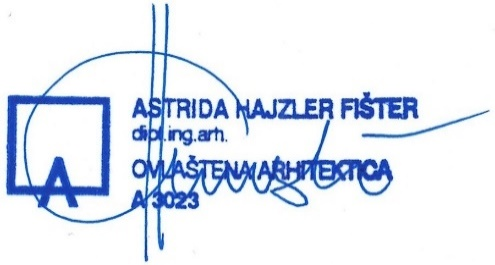 ASTRIDA HAJZLER FIŠTER
dipl.ing.arh.
OVLAŠTENA ARHITEKTICA
A 3023
A